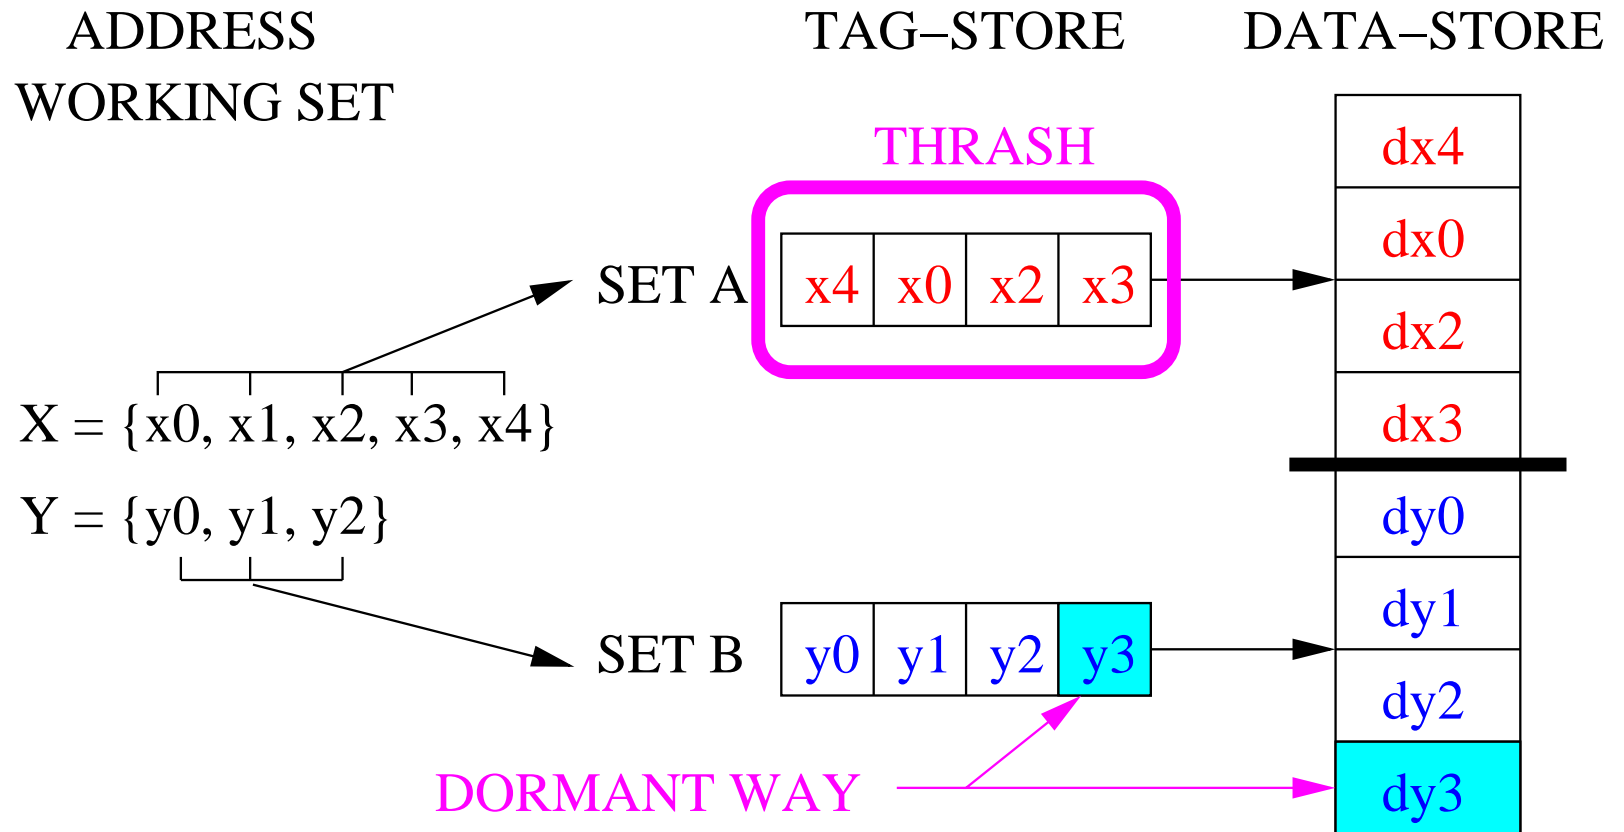 ADDRESS
WORKING SET
TAG–STORE
DATA–STORE
THRASH
SET A
x4 x0 x2 x3
dx4
dx0
dx2
dx3
X = {x0, x1, x2, x3, x4}
Y = {y0, y1, y2}
SET B
y0 y1 y2 y3
dy0
dy1
dy2
dy3
DORMANT WAY